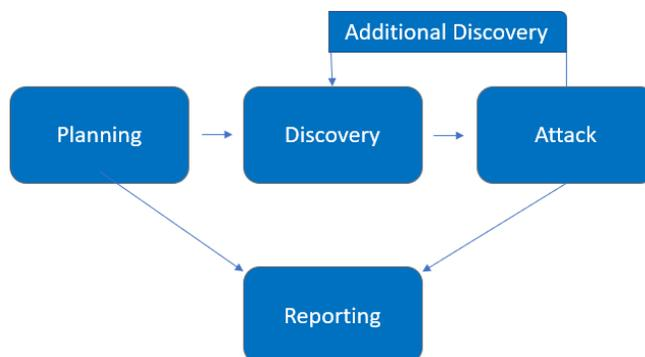 Additional Discovery
Planning
Discovery
Attack
Reporting